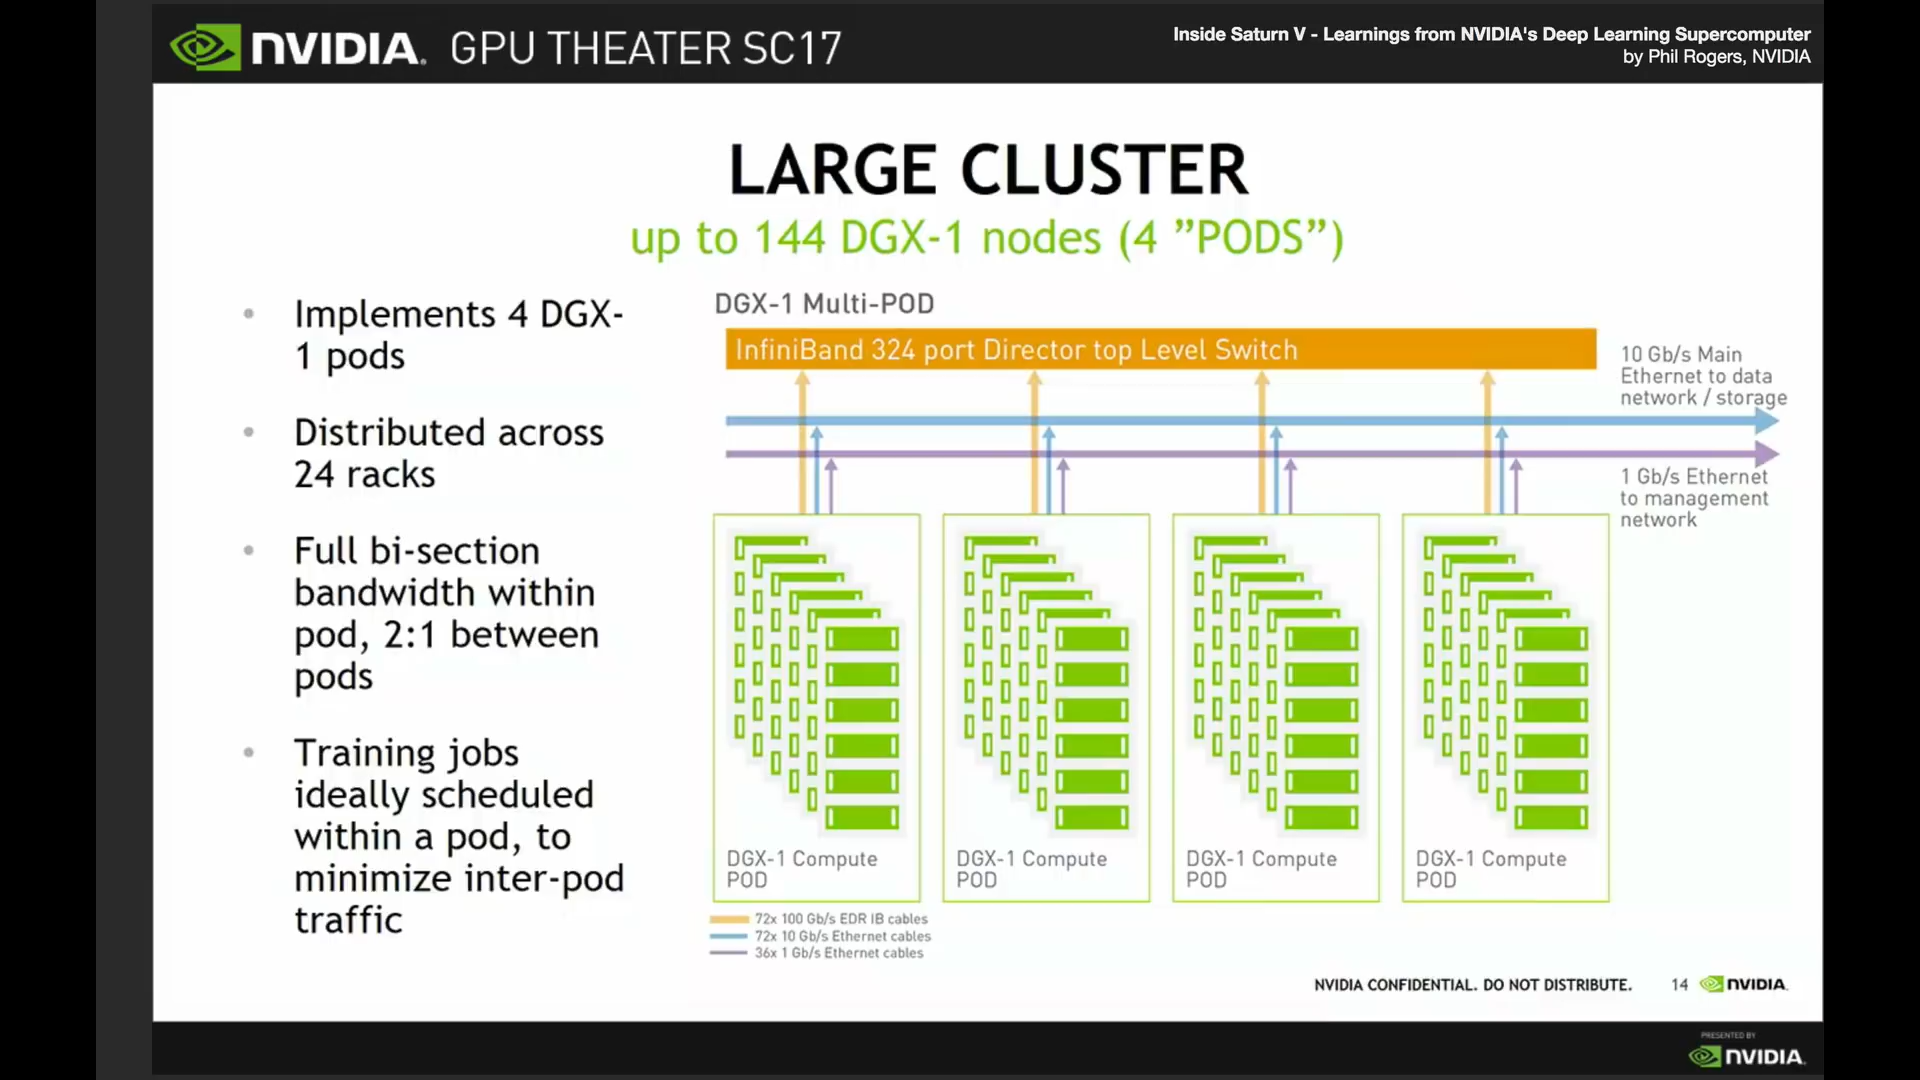 NVIDIA. GPU THEATER SC17
Inside Saturn V - Learnings from NVIDIA's Deep Learning Supercomputer
by Phil Rogers, NVIDIA
LARGE CLUSTER
up to 144 DGX-1 nodes (4 ”PODS”)
• Implements 4 DGX-
1 pods
• Distributed across
24 racks
• Full bi-section
bandwidth within
pod, 2:1 between
pods
• Training jobs
ideally scheduled
within a pod, to
minimize inter-pod
traffic
DGX-1 Multi-POD
InfiniBand 324 port Director top Level Switch
10 Gb/s Main
Ethernet to data
network / storage
1 Gb/s Ethernet
to management
network
DGX-1 Compute
POD
DGX-1 Compute
POD
DGX-1 Compute
POD
DGX-1 Compute
POD
72x 100 Gb/s EDR IB cables
72x 10 Gb/s Ethernet cables
36x 1 Gb/s Ethernet cables
NVIDIA CONFIDENTIAL. DO NOT DISTRIBUTE.
14
NVIDIA.
PRESENTED BY
NVIDIA.